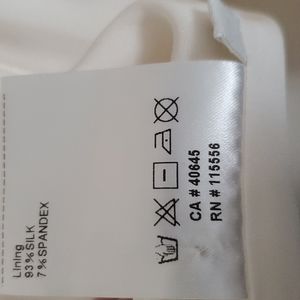 Lining
93%SILK
7%SPANDEX
CA # 40645
RN # 115556